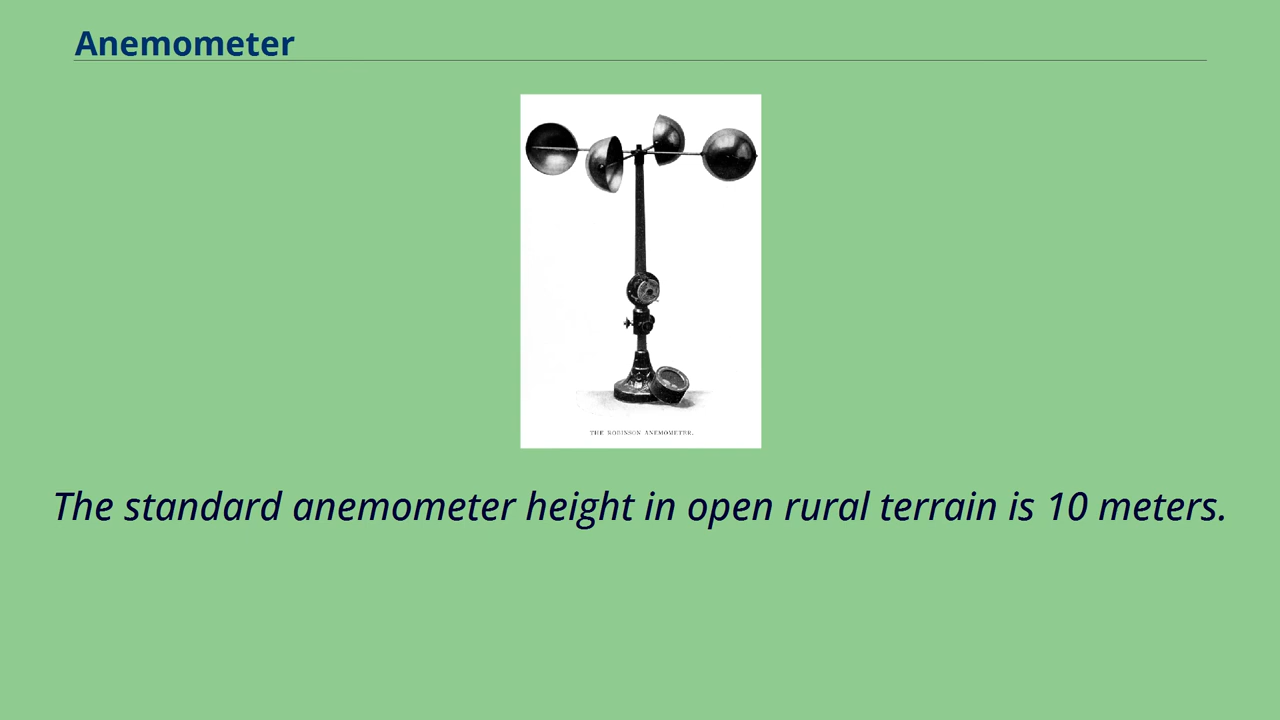 Anemometer
THE ROBINSON ANEMOMETER.
The standard anemometer height in open rural terrain is 10 meters.